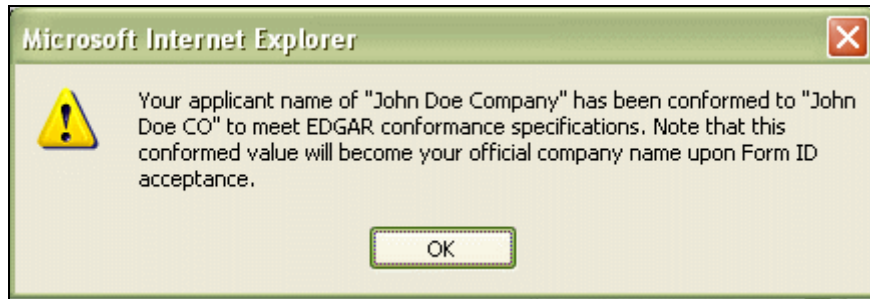 Microsoft Internet Explorer
Your applicant name of "John Doe Company" has been conformed to "John
Doe CO" to meet EDGAR conformance specifications. Note that this
conformed value will become your official company name upon Form ID
acceptance.
OK